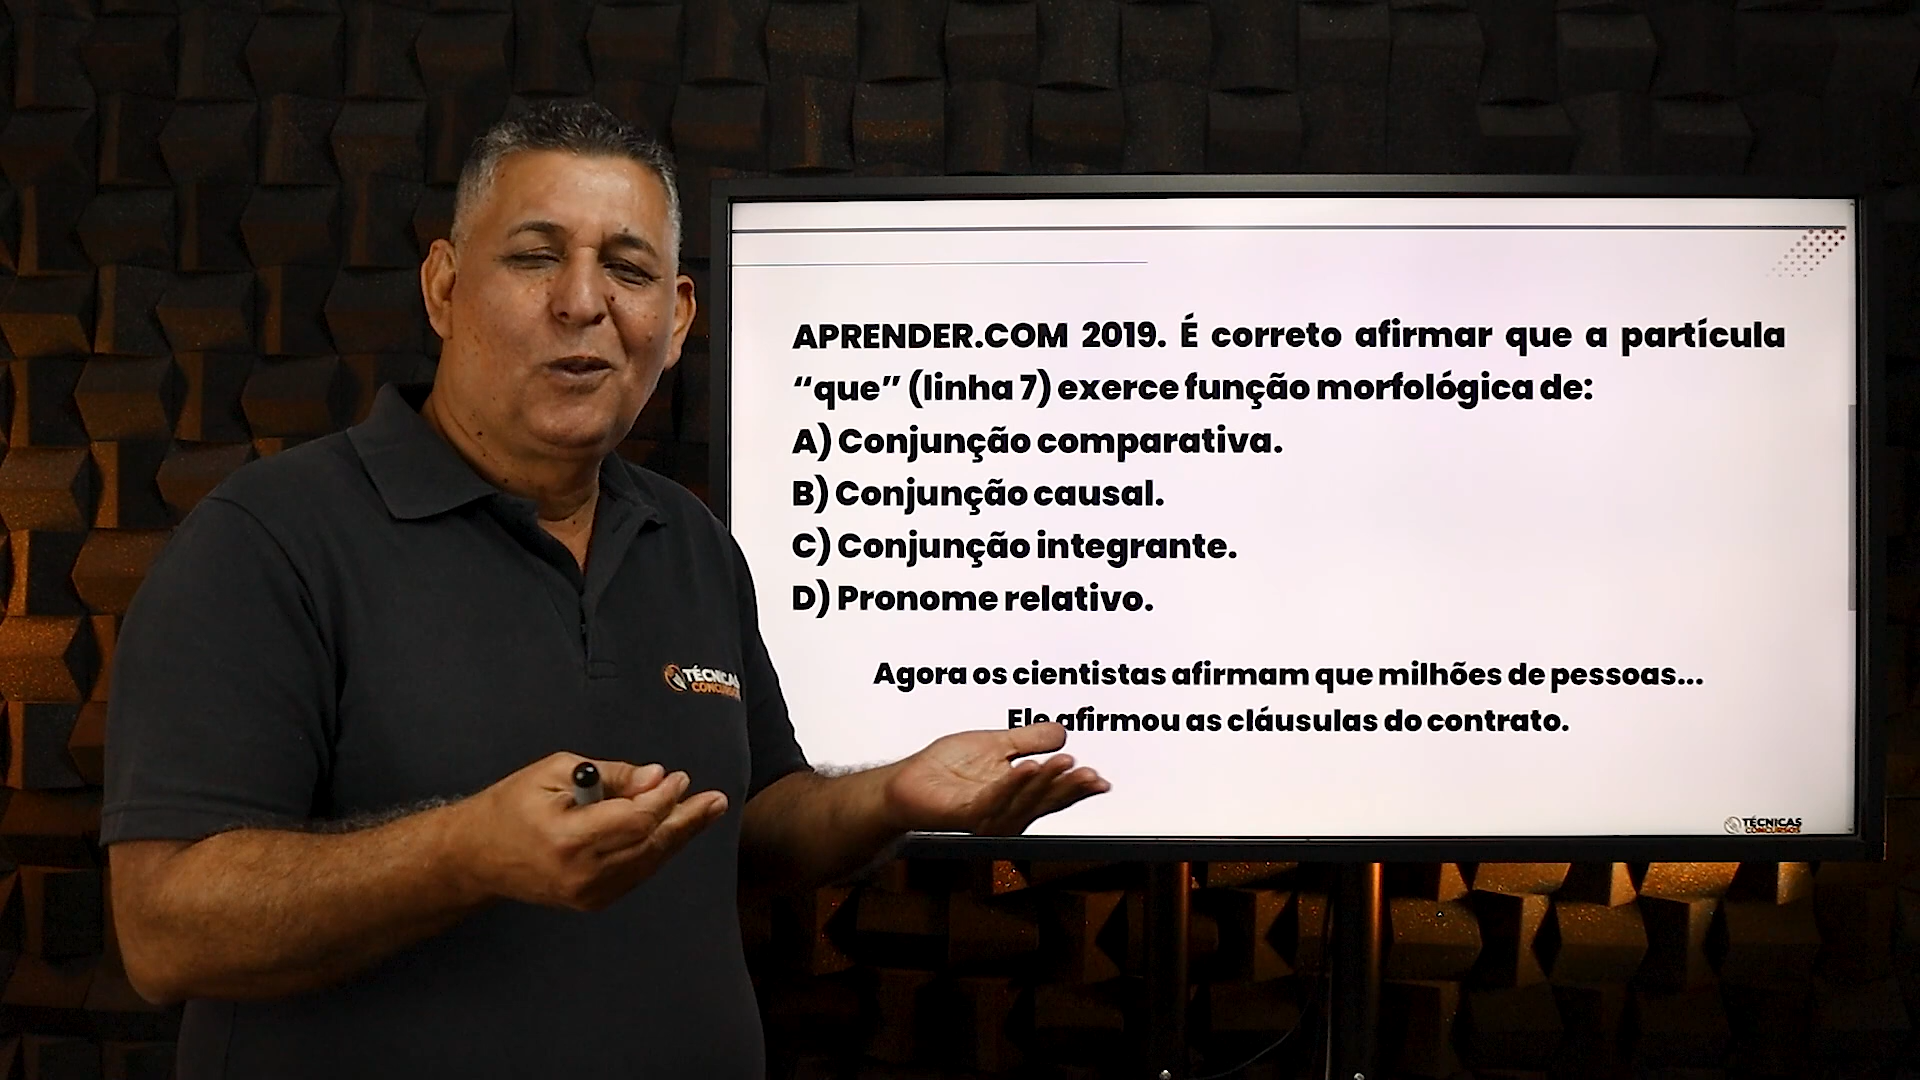 APRENDER.COM 2019. É correto afirmar que a partícula
“que” (linha 7) exerce função morfológica de:
A) Conjunção comparativa.
B) Conjunção causal.
C) Conjunção integrante.
D) Pronome relativo.
Agora os cientistas afirmam que milhões de pessoas...
Ele afirmou as cláusulas do contrato.
TÉCNICAS
CONCURSOS
TÉCNICAS
CONCURSOS